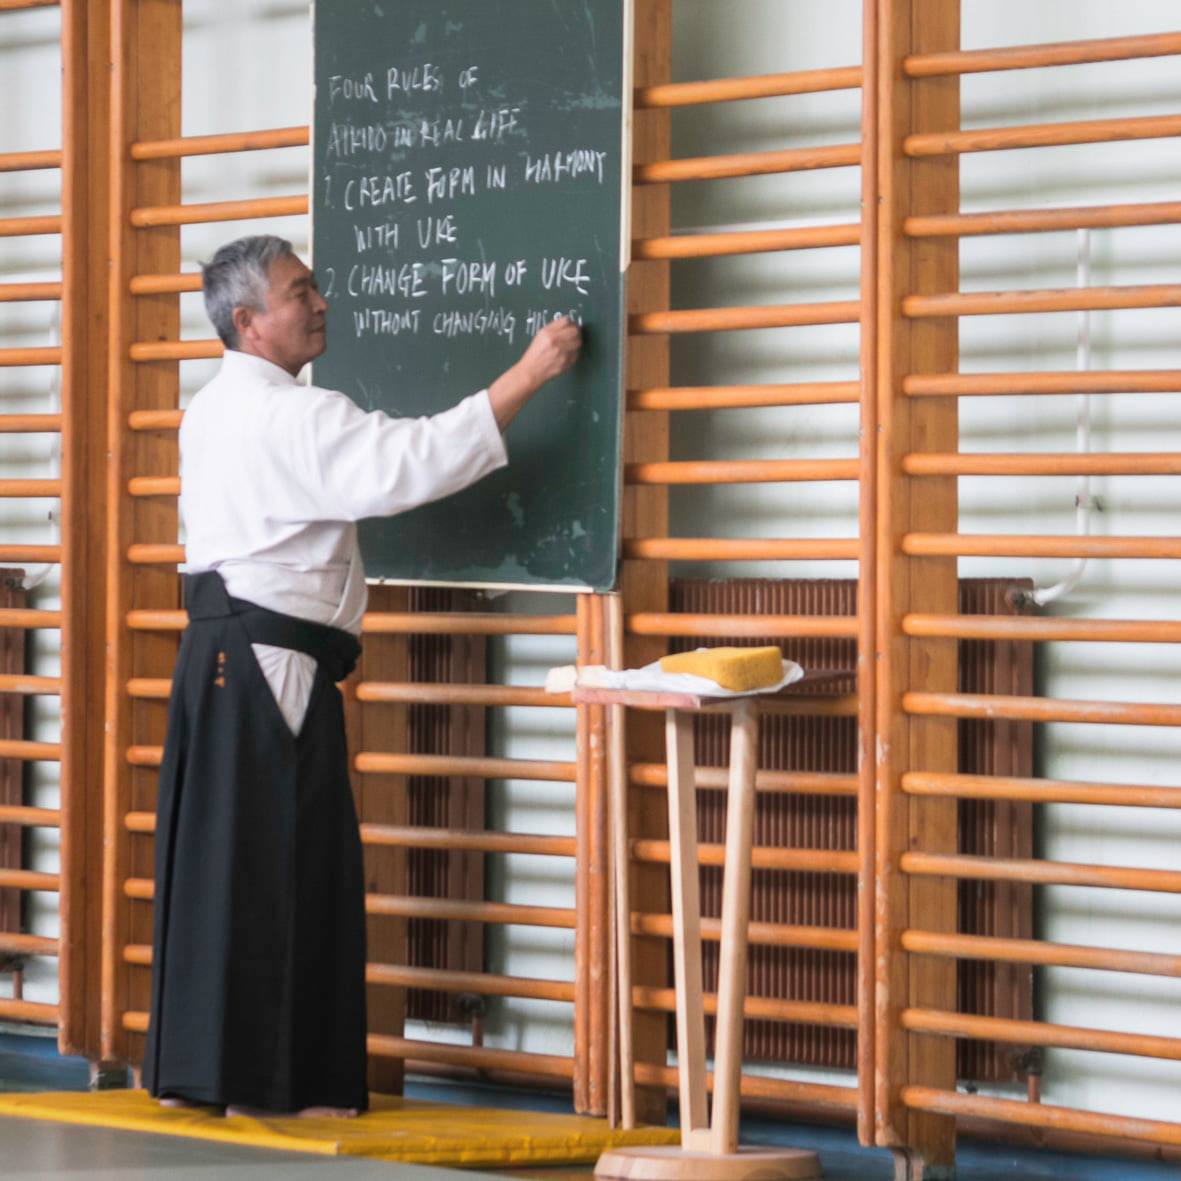 FOUR RULES OF
AIKIDO IN REAL LIFE
1. CREATE FORM IN HARMONY
WITH UKE
2. CHANGE FORM OF UKE
WITHOUT CHANGING HIS